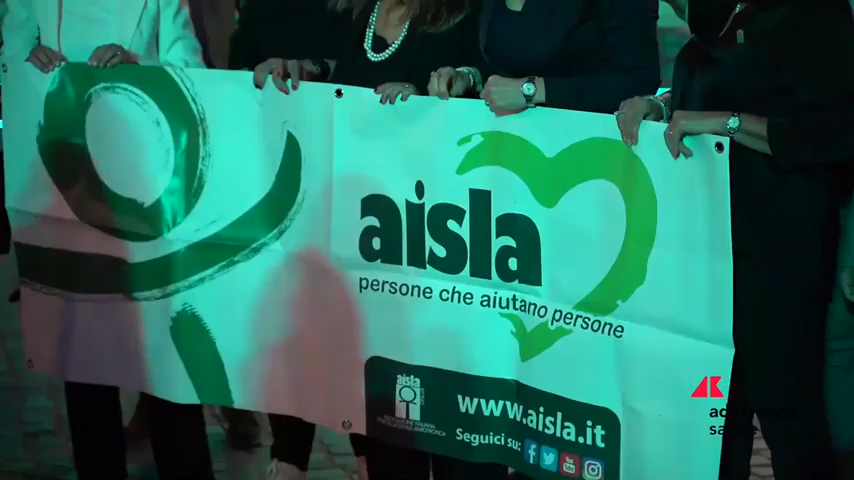 aisla
persone che aiutano persone
aisla
www.aisla.it
Seguici su: